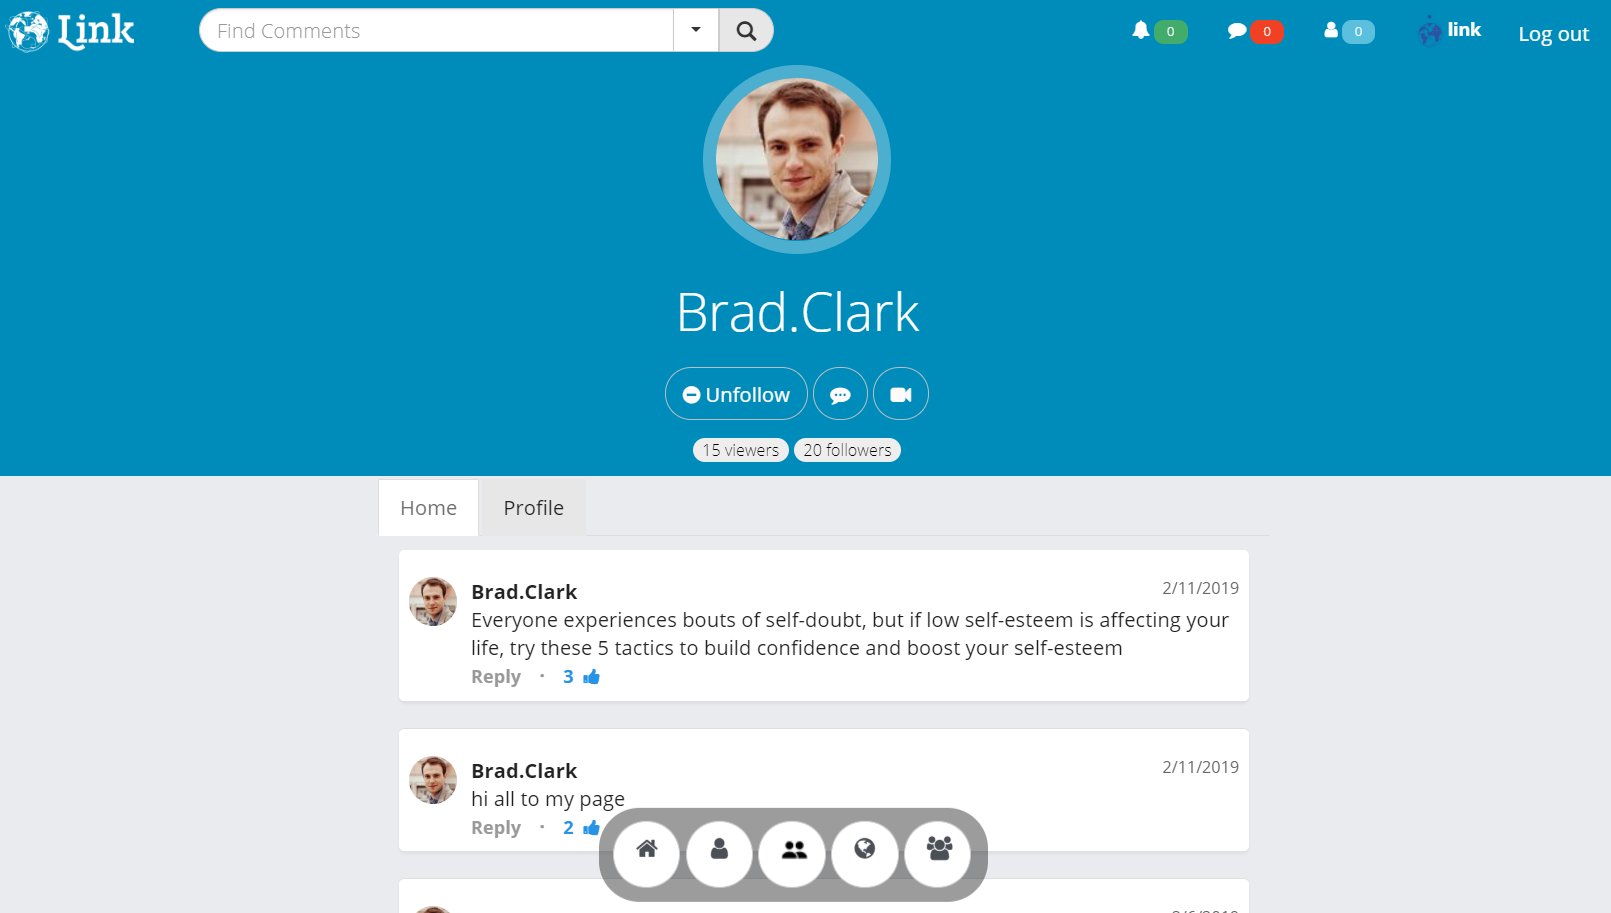 Link
Find Comments
0
0
0
link
Log out
Brad.Clark
Unfollow
15 viewers
20 followers
Home
Profile
Brad.Clark
2/11/2019
Everyone experiences bouts of self-doubt, but if low self-esteem is affecting your
life, try these 5 tactics to build confidence and boost your self-esteem
Reply · 3
Brad.Clark
2/11/2019
hi all to my page
Reply · 2